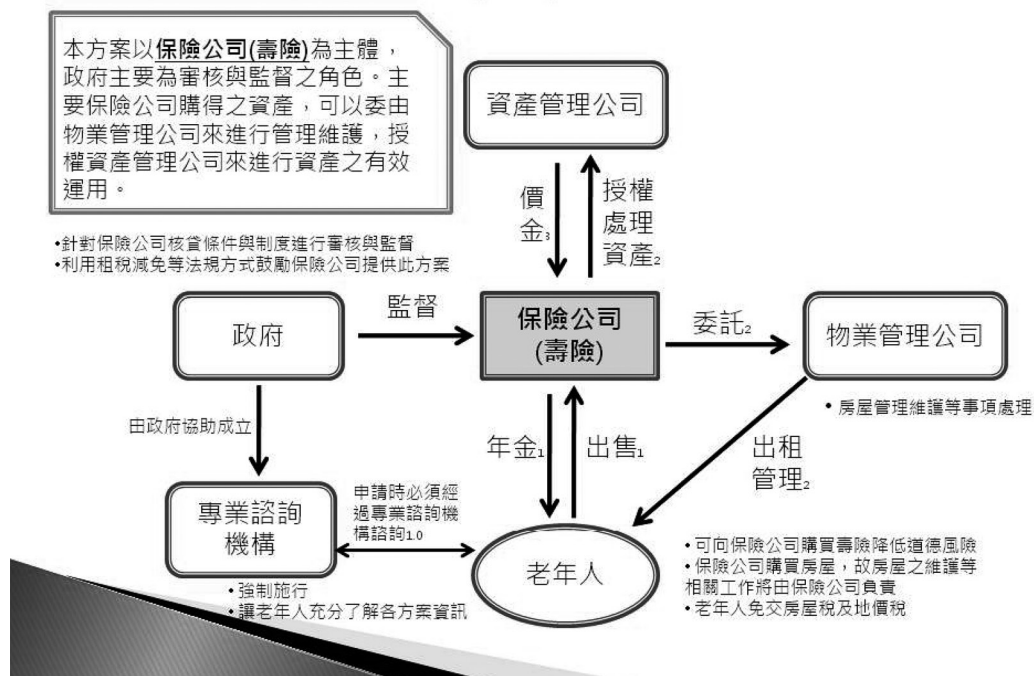 本方案以保險公司(壽險)為主體，
政府主要為審核與監督之角色。主
要保險公司購得之資產，可以委由
物業管理公司來進行管理維護，授
權資產管理公司來進行資產之有效
運用。
資產管理公司
價
金3
授權
處理
資產2
•針對保險公司核貸條件與制度進行審核與監督
•利用租稅減免等法規方式鼓勵保險公司提供此方案
政府
監督
保險公司
(壽險)
委託2
物業管理公司
•房屋管理維護等事項處理
由政府協助成立
年金1
出售1
出租
管理2
專業諮詢
機構
申請時必須經
過專業諮詢機
構諮詢1.0
老年人
•強制施行
•讓老年人充分了解各方案資訊
•可向保險公司購買壽險降低道德風險
•保險公司購買房屋，故房屋之維護等
相關工作將由保險公司負責
•老年人免交房屋稅及地價稅